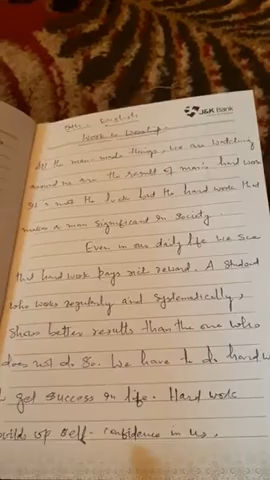 English
J&K Bank
Work is Worship
All the man made things, we are watching
around us are the result of man's hard work
It's not the luck but the hard work that
makes a man significant in society.
Even in our daily life we see
that hard work pays rich reward. A student
who works regularly and systematically,
shows better results than the one who
does not do so. We have to do hard w
get success in life. Hard work
builds up self-confidence in us.